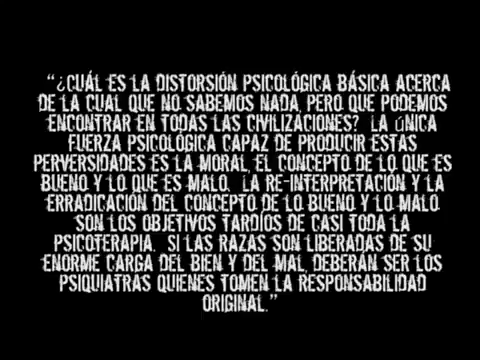 “¿CUÁL ES LA DISTORSIÓN PSICOLÓGICA BÁSICA ACERCA
DE LA CUAL QUE NO SABEMOS NADA, PERO QUE PODEMOS
ENCONTRAR EN TODAS LAS CIVILIZACIONES? LA ÚNICA
FUERZA PSICOLÓGICA CAPAZ DE PRODUCIR ESTAS
PERVERSIDADES ES LA MORAL, EL CONCEPTO DE LO QUE ES
BUENO Y LO QUE ES MALO. LA RE-INTERPRETACIÓN Y LA
ERRADICACIÓN DEL CONCEPTO DE LO BUENO Y LO MALO
SON LOS OBJETIVOS TARDÍOS DE CASI TODA LA
PSICOTERAPIA. SI LAS RAZAS SON LIBERADAS DE SU
ENORME CARGA DEL BIEN Y DEL MAL, DEBERÁN SER LOS
PSIQUIATRAS QUIENES TOMEN LA RESPONSABILIDAD
ORIGINAL.”